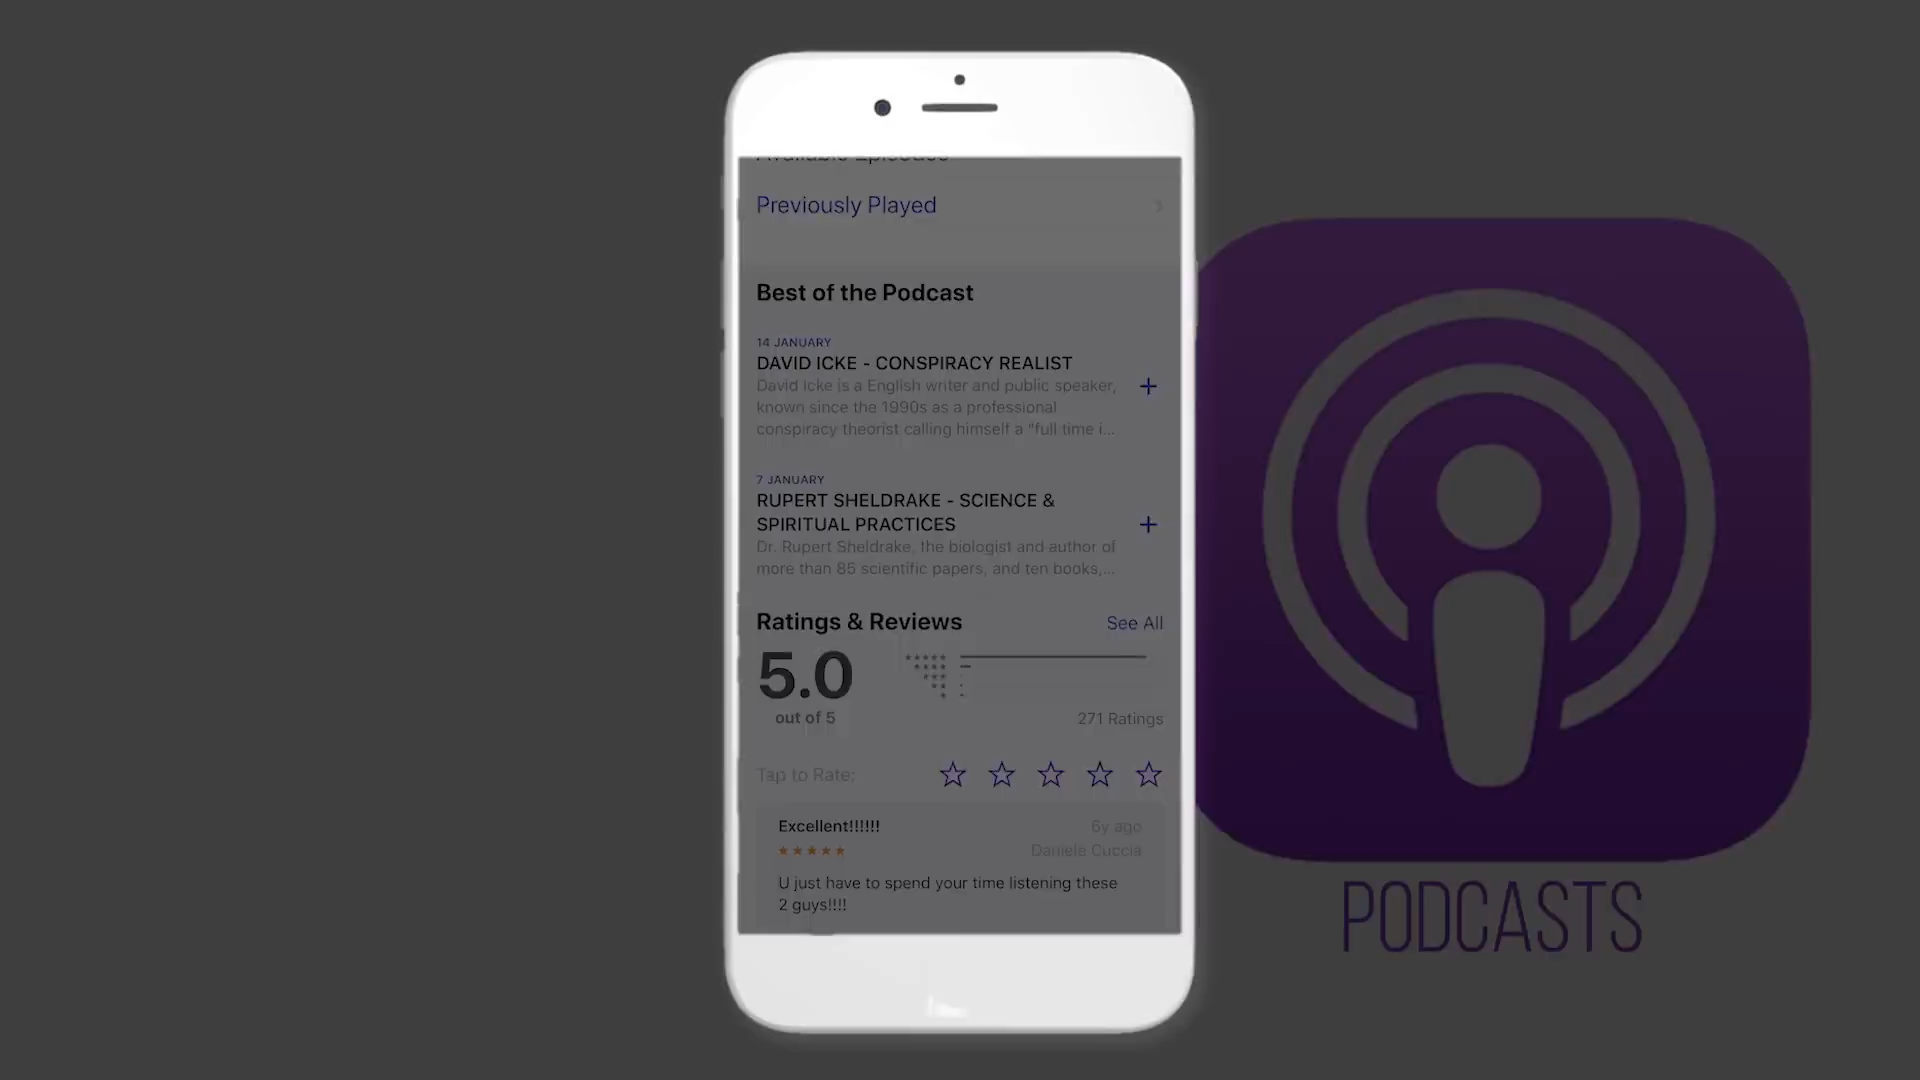 Available Episodes
Previously Played
Best of the Podcast
14 JANUARY
DAVID ICKE - CONSPIRACY REALIST
David Icke is a English writer and public speaker,
known since the 1990s as a professional
conspiracy theorist calling himself a "full time i...
7 JANUARY
RUPERT SHELDRAKE - SCIENCE &
SPIRITUAL PRACTICES
Dr. Rupert Sheldrake, the biologist and author of
more than 85 scientific papers, and ten books,...
Ratings & Reviews See All
5.0
out of 5
271 Ratings
Tap to Rate:
Excellent!!!!!! 6y ago
Daniele Cuccia
U just have to spend your time listening these
2 guys!!!!
PODCASTS